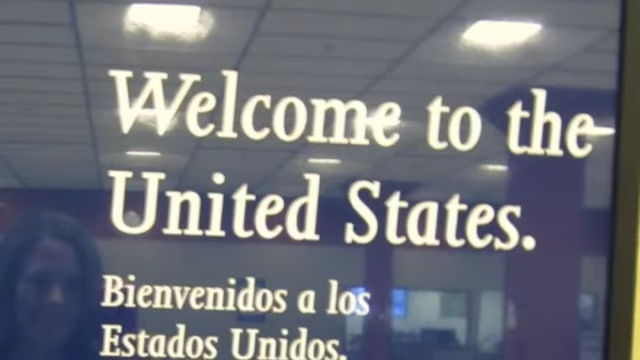 Welcome to the
United States.
Bienvenidos a los
Estados Unidos.